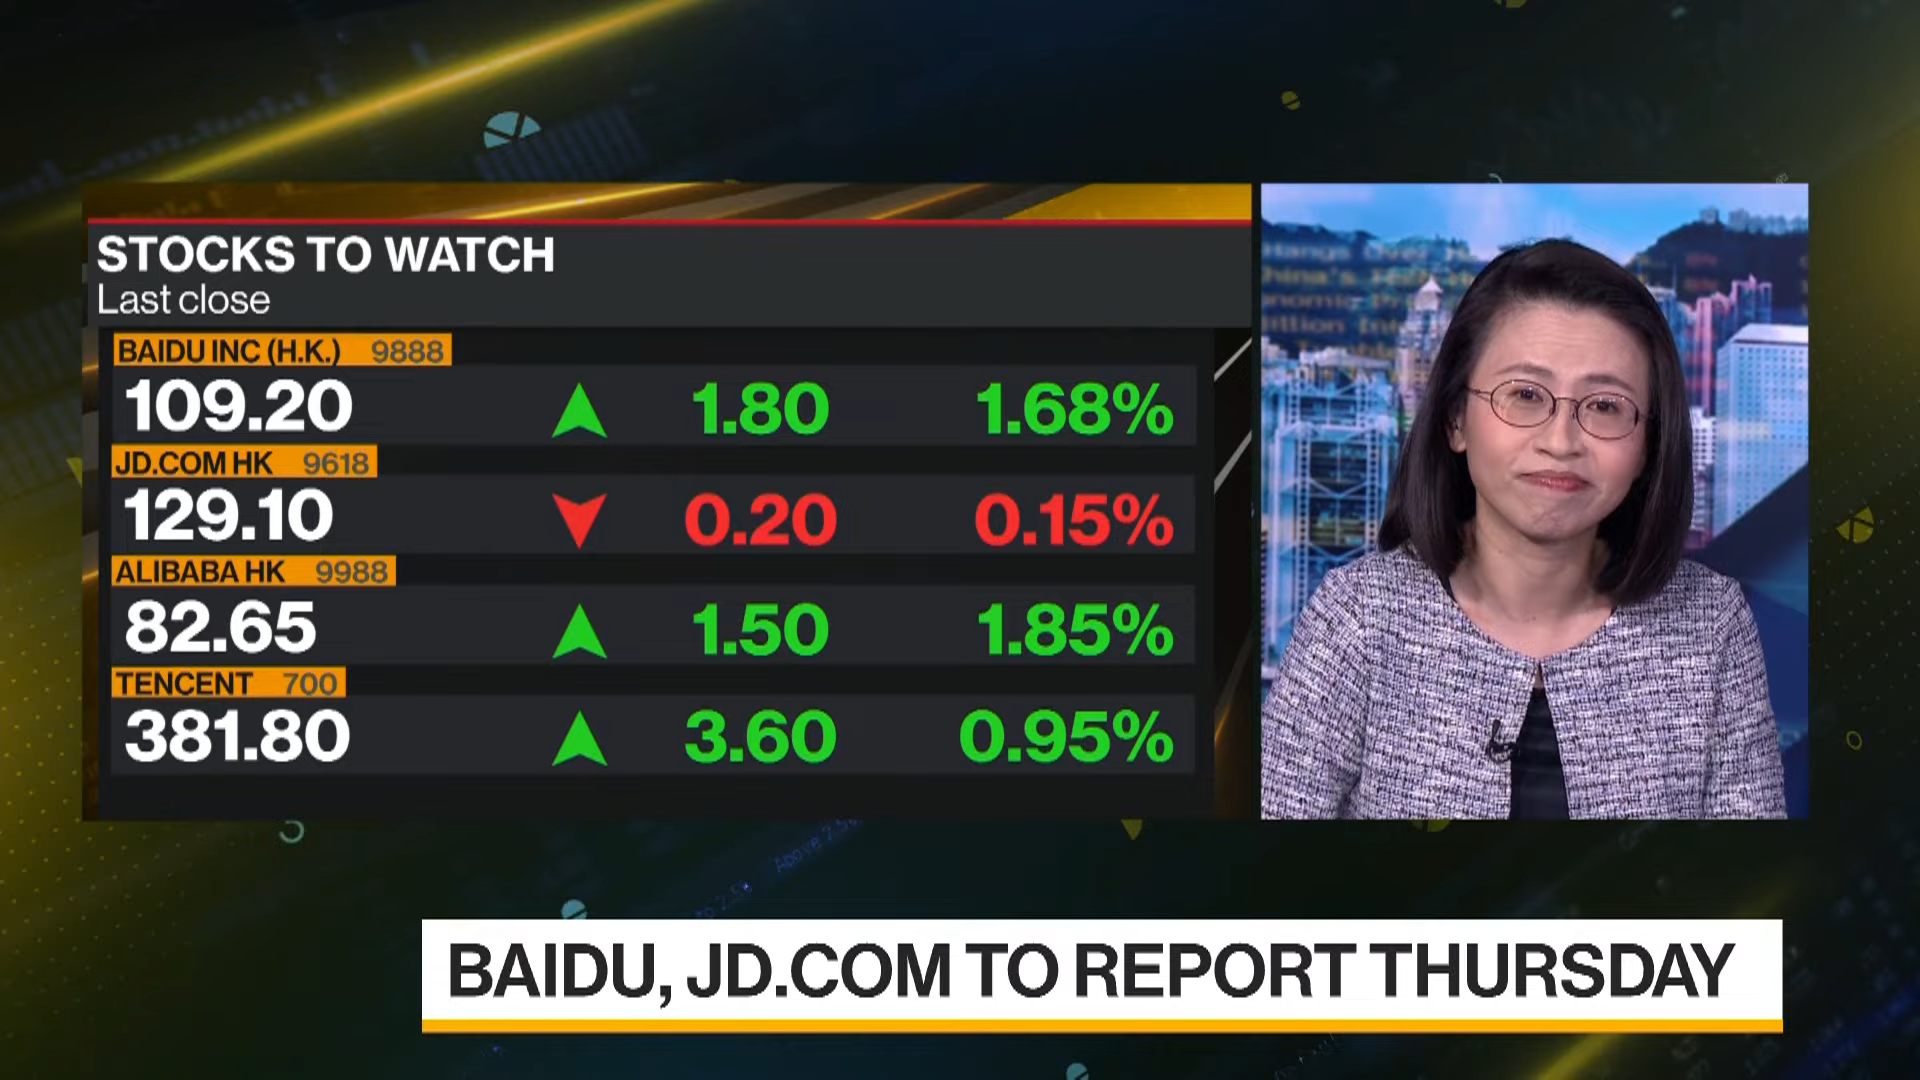 STOCKS TO WATCH
Last close
BAIDU INC (H.K.) 9888
109.20 1.80 1.68%
JD.COM HK 9618
129.10 0.20 0.15%
ALIBABA HK 9988
82.65 1.50 1.85%
TENCENT 700
381.80 3.60 0.95%
BAIDU, JD.COM TO REPORT THURSDAY